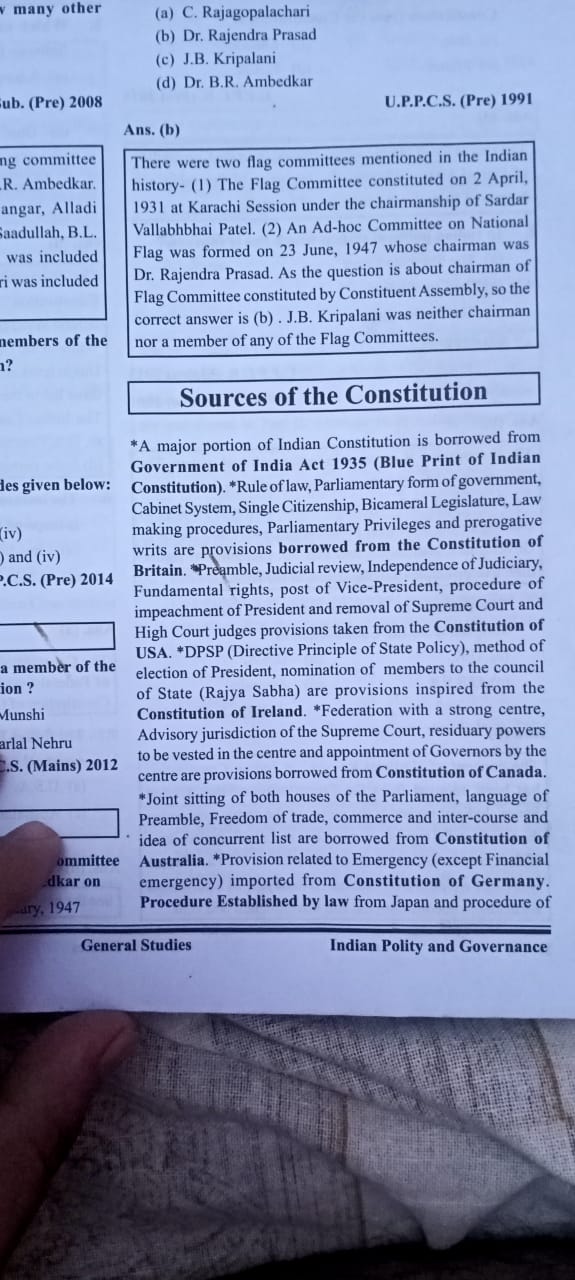 many other
Sub. (Pre) 2008
ng committee
R. Ambedkar.
angar, Alladi
Saadullah, B.L.
was included
ri was included
members of the
n?
des given below:
(iv)
) and (iv)
P.C.S. (Pre) 2014
a member of the
ion ?
Munshi
arlal Nehru
C.S. (Mains) 2012
ommittee
dkar on
ary, 1947
(a) C. Rajagopalachari
(b) Dr. Rajendra Prasad
(c) J.B. Kripalani
(d) Dr. B.R. Ambedkar
U.P.P.C.S. (Pre) 1991
Ans. (b)
There were two flag committees mentioned in the Indian
history- (1) The Flag Committee constituted on 2 April,
1931 at Karachi Session under the chairmanship of Sardar
Vallabhbhai Patel. (2) An Ad-hoc Committee on National
Flag was formed on 23 June, 1947 whose chairman was
Dr. Rajendra Prasad. As the question is about chairman of
Flag Committee constituted by Constituent Assembly, so the
correct answer is (b) . J.B. Kripalani was neither chairman
nor a member of any of the Flag Committees.
Sources of the Constitution
*A major portion of Indian Constitution is borrowed from
Government of India Act 1935 (Blue Print of Indian
Constitution). *Rule of law, Parliamentary form of government,
Cabinet System, Single Citizenship, Bicameral Legislature, Law
making procedures, Parliamentary Privileges and prerogative
writs are provisions borrowed from the Constitution of
Britain. *Preamble, Judicial review, Independence of Judiciary,
Fundamental rights, post of Vice-President, procedure of
impeachment of President and removal of Supreme Court and
High Court judges provisions taken from the Constitution of
USA. *DPSP (Directive Principle of State Policy), method of
election of President, nomination of members to the council
of State (Rajya Sabha) are provisions inspired from the
Constitution of Ireland. *Federation with a strong centre,
Advisory jurisdiction of the Supreme Court, residuary powers
to be vested in the centre and appointment of Governors by the
centre are provisions borrowed from Constitution of Canada.
*Joint sitting of both houses of the Parliament, language of
Preamble, Freedom of trade, commerce and inter-course and
idea of concurrent list are borrowed from Constitution of
Australia. *Provision related to Emergency (except Financial
emergency) imported from Constitution of Germany.
Procedure Established by law from Japan and procedure of
General Studies
Indian Polity and Governance